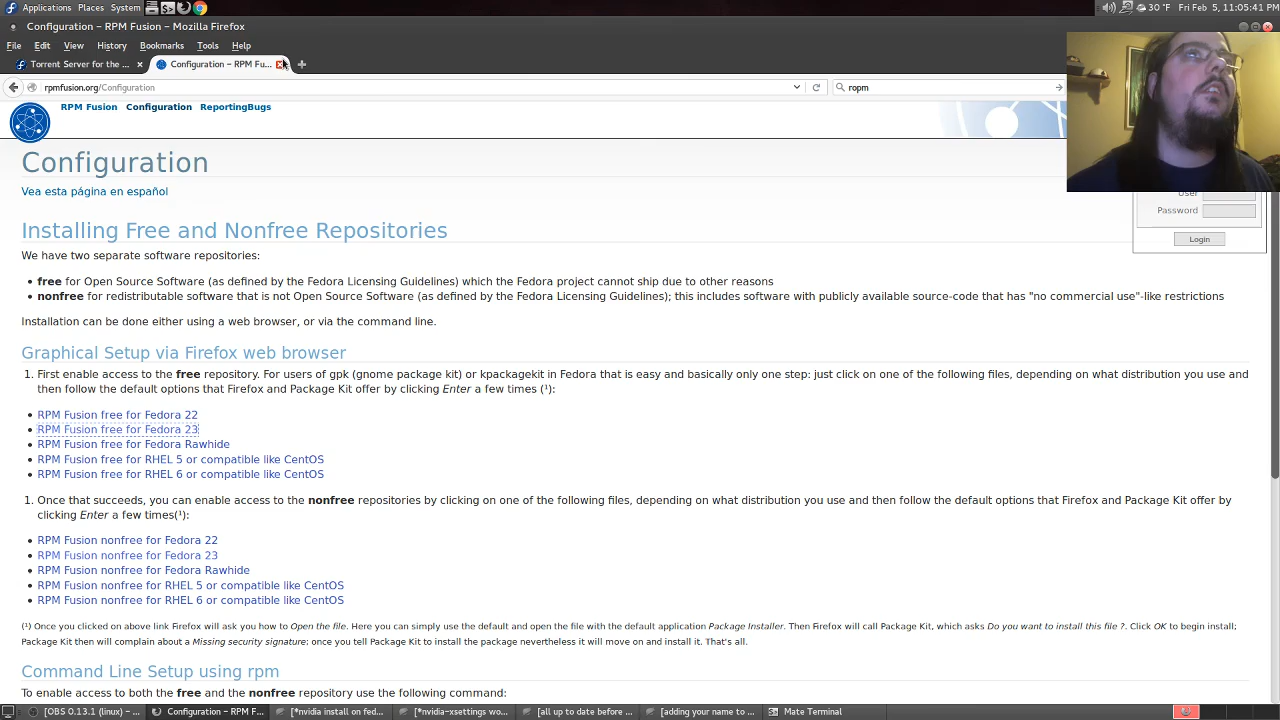 Applications Places System
30 °F Fri Feb 5, 11:05:41 PM
Configuration – RPM Fusion – Mozilla Firefox
File Edit View History Bookmarks Tools Help
Torrent Server for the ...
Configuration – RPM Fu...
rpmfusion.org/Configuration
ropm
RPM Fusion Configuration ReportingBugs
Configuration
Vea esta página en español
User
Password
Login
Installing Free and Nonfree Repositories
We have two separate software repositories:
• free for Open Source Software (as defined by the Fedora Licensing Guidelines) which the Fedora project cannot ship due to other reasons
• nonfree for redistributable software that is not Open Source Software (as defined by the Fedora Licensing Guidelines); this includes software with publicly available source-code that has "no commercial use"-like restrictions
Installation can be done either using a web browser, or via the command line.
Graphical Setup via Firefox web browser
1. First enable access to the free repository. For users of gpk (gnome package kit) or kpackagekit in Fedora that is easy and basically only one step: just click on one of the following files, depending on what distribution you use and
then follow the default options that Firefox and Package Kit offer by clicking Enter a few times (¹):
• RPM Fusion free for Fedora 22
• RPM Fusion free for Fedora 23
• RPM Fusion free for Fedora Rawhide
• RPM Fusion free for RHEL 5 or compatible like CentOS
• RPM Fusion free for RHEL 6 or compatible like CentOS
1. Once that succeeds, you can enable access to the nonfree repositories by clicking on one of the following files, depending on what distribution you use and then follow the default options that Firefox and Package Kit offer by
clicking Enter a few times(¹):
• RPM Fusion nonfree for Fedora 22
• RPM Fusion nonfree for Fedora 23
• RPM Fusion nonfree for Fedora Rawhide
• RPM Fusion nonfree for RHEL 5 or compatible like CentOS
• RPM Fusion nonfree for RHEL 6 or compatible like CentOS
(¹) Once you clicked on above link Firefox will ask you how to Open the file. Here you can simply use the default and open the file with the default application Package Installer. Then Firefox will call Package Kit, which asks Do you want to install this file ?. Click OK to begin install;
Package Kit then will complain about a Missing security signature; once you tell Package Kit to install the package nevertheless it will move on and install it. That's all.
Command Line Setup using rpm
To enable access to both the free and the nonfree repository use the following command:
[OBS 0.13.1 (linux) – ...
Configuration – RPM F...
[*nvidia install on fed...
[*nvidia-xsettings wo...
[all up to date before ...
[adding your name to ...
Mate Terminal